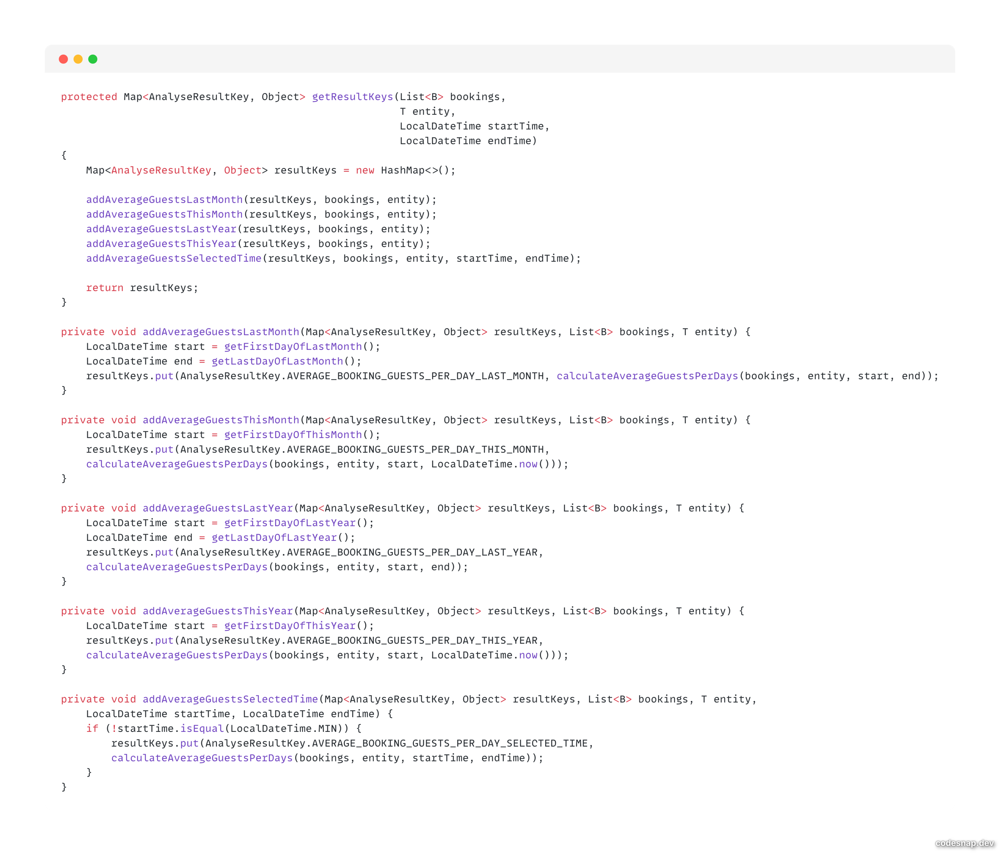 protected Map<AnalyseResultKey, Object> getResultKeys(List<B> bookings,
                                                      T entity,
                                                      LocalDateTime startTime,
                                                      LocalDateTime endTime)
{
    Map<AnalyseResultKey, Object> resultKeys = new HashMap<>();

    addAverageGuestsLastMonth(resultKeys, bookings, entity);
    addAverageGuestsThisMonth(resultKeys, bookings, entity);
    addAverageGuestsLastYear(resultKeys, bookings, entity);
    addAverageGuestsThisYear(resultKeys, bookings, entity);
    addAverageGuestsSelectedTime(resultKeys, bookings, entity, startTime, endTime);

    return resultKeys;
}

private void addAverageGuestsLastMonth(Map<AnalyseResultKey, Object> resultKeys, List<B> bookings, T entity) {
    LocalDateTime start = getFirstDayOfLastMonth();
    LocalDateTime end = getLastDayOfLastMonth();
    resultKeys.put(AnalyseResultKey.AVERAGE_BOOKING_GUESTS_PER_DAY_LAST_MONTH, calculateAverageGuestsPerDays(bookings, entity, start, end));
}

private void addAverageGuestsThisMonth(Map<AnalyseResultKey, Object> resultKeys, List<B> bookings, T entity) {
    LocalDateTime start = getFirstDayOfThisMonth();
    resultKeys.put(AnalyseResultKey.AVERAGE_BOOKING_GUESTS_PER_DAY_THIS_MONTH,
    calculateAverageGuestsPerDays(bookings, entity, start, LocalDateTime.now()));
}

private void addAverageGuestsLastYear(Map<AnalyseResultKey, Object> resultKeys, List<B> bookings, T entity) {
    LocalDateTime start = getFirstDayOfLastYear();
    LocalDateTime end = getLastDayOfLastYear();
    resultKeys.put(AnalyseResultKey.AVERAGE_BOOKING_GUESTS_PER_DAY_LAST_YEAR,
    calculateAverageGuestsPerDays(bookings, entity, start, end));
}

private void addAverageGuestsThisYear(Map<AnalyseResultKey, Object> resultKeys, List<B> bookings, T entity) {
    LocalDateTime start = getFirstDayOfThisYear();
    resultKeys.put(AnalyseResultKey.AVERAGE_BOOKING_GUESTS_PER_DAY_THIS_YEAR,
    calculateAverageGuestsPerDays(bookings, entity, start, LocalDateTime.now()));
}

private void addAverageGuestsSelectedTime(Map<AnalyseResultKey, Object> resultKeys, List<B> bookings, T entity,
    LocalDateTime startTime, LocalDateTime endTime) {
    if (!startTime.isEqual(LocalDateTime.MIN)) {
        resultKeys.put(AnalyseResultKey.AVERAGE_BOOKING_GUESTS_PER_DAY_SELECTED_TIME,
        calculateAverageGuestsPerDays(bookings, entity, startTime, endTime));
    }
}
codesnap.dev